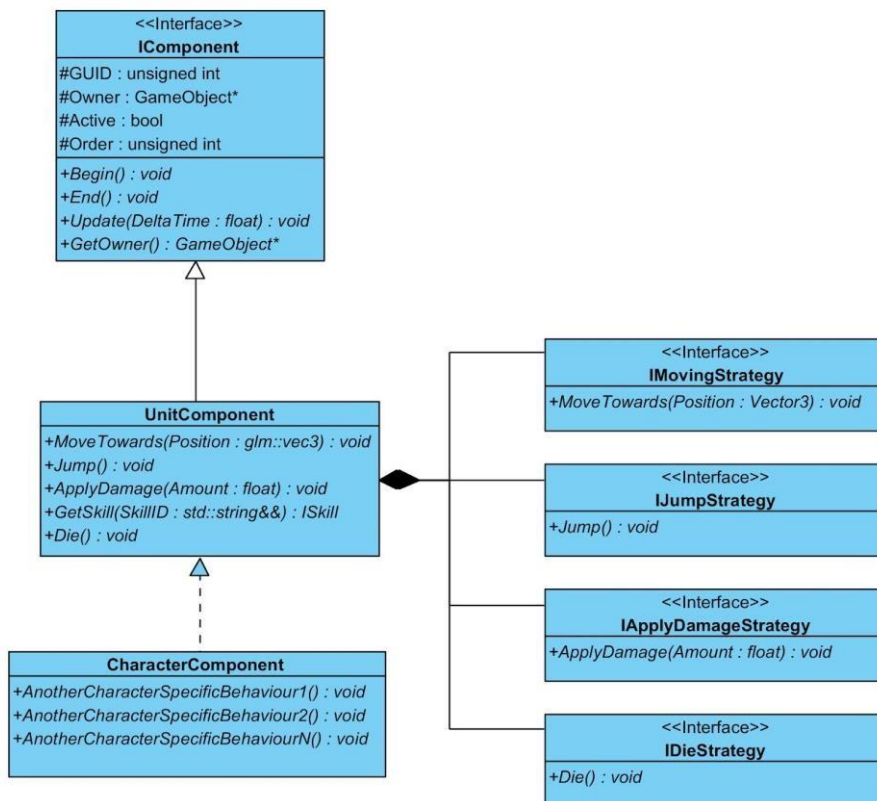 <<Interface>>
IComponent
#GUID : unsigned int
#Owner : GameObject*
#Active : bool
#Order : unsigned int
+Begin() : void
+End() : void
+Update(DeltaTime : float) : void
+GetOwner() : GameObject*
UnitComponent
+MoveTowards(Position : glm::vec3) : void
+Jump() : void
+ApplyDamage(Amount : float) : void
+GetSkill(SkillID : std::string&&) : ISkill
+Die() : void
CharacterComponent
+AnotherCharacterSpecificBehaviour1() : void
+AnotherCharacterSpecificBehaviour2() : void
+AnotherCharacterSpecificBehaviourN() : void
<<Interface>>
IMovingStrategy
+MoveTowards(Position : Vector3) : void
<<Interface>>
IJumpStrategy
+Jump() : void
<<Interface>>
IApplyDamageStrategy
+ApplyDamage(Amount : float) : void
<<Interface>>
IDieStrategy
+Die() : void